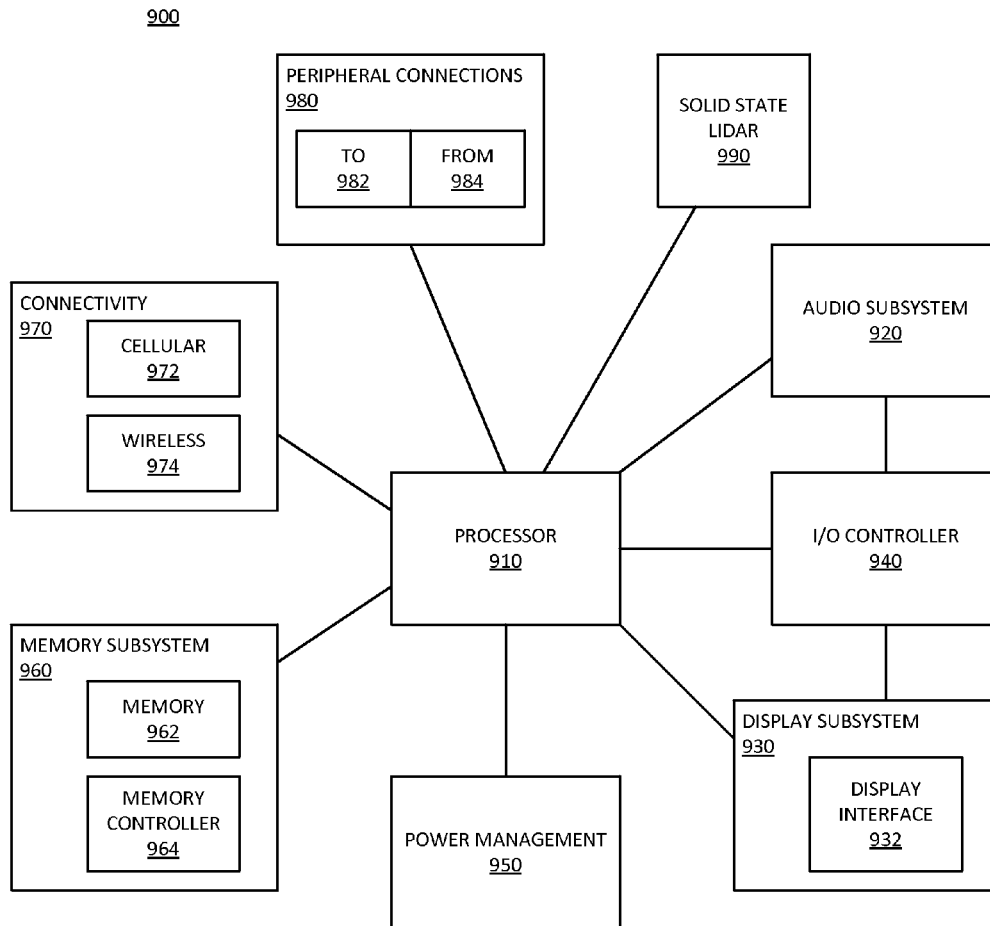 900
PERIPHERAL CONNECTIONS
980
TO
982
FROM
984
SOLID STATE
LIDAR
990
CONNECTIVITY
970
CELLULAR
972
WIRELESS
974
AUDIO SUBSYSTEM
920
PROCESSOR
910
I/O CONTROLLER
940
MEMORY SUBSYSTEM
960
MEMORY
962
MEMORY
CONTROLLER
964
POWER MANAGEMENT
950
DISPLAY SUBSYSTEM
930
DISPLAY
INTERFACE
932